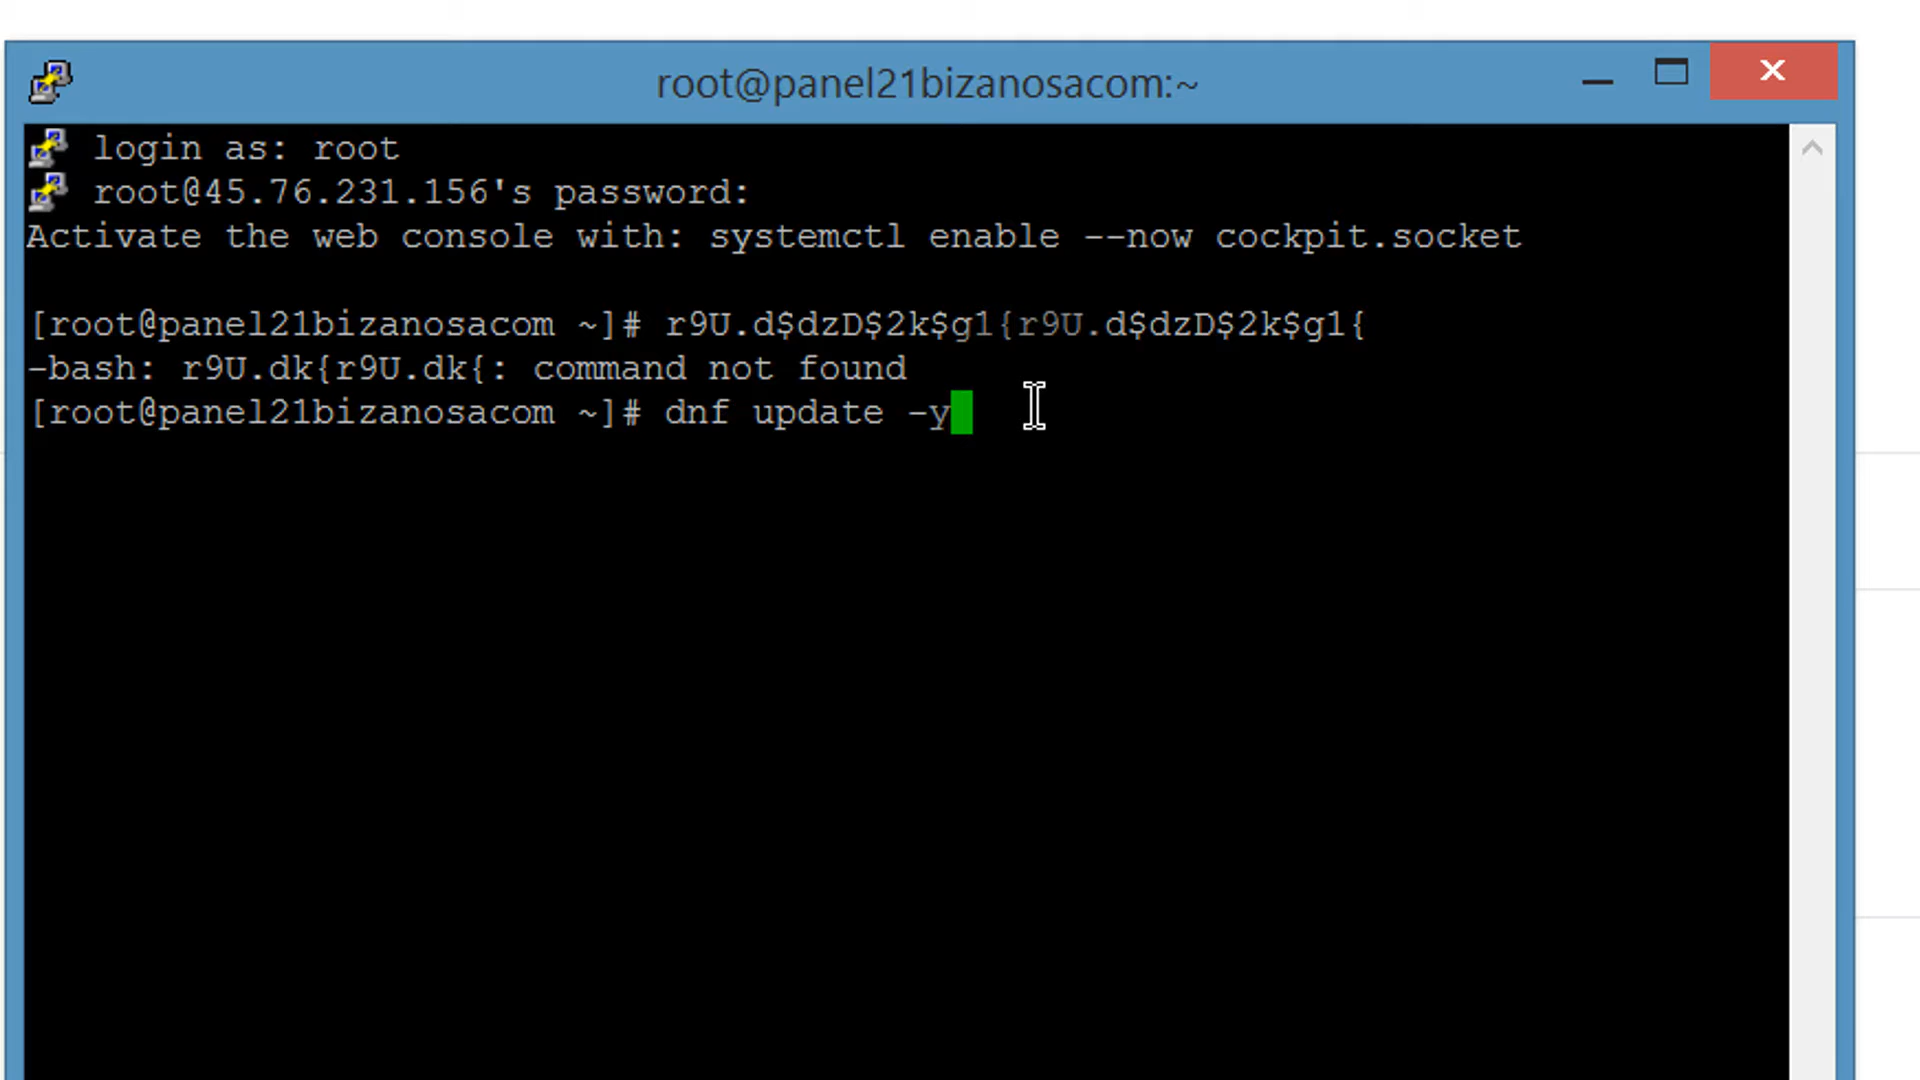 root@panel21bizanosacom:~
login as: root
root@45.76.231.156's password:
Activate the web console with: systemctl enable --now cockpit.socket
[root@panel21bizanosacom ~]# r9U.d$dzD$2k$g1{r9U.d$dzD$2k$g1{
-bash: r9U.dk{r9U.dk{: command not found
[root@panel21bizanosacom ~]# dnf update -y